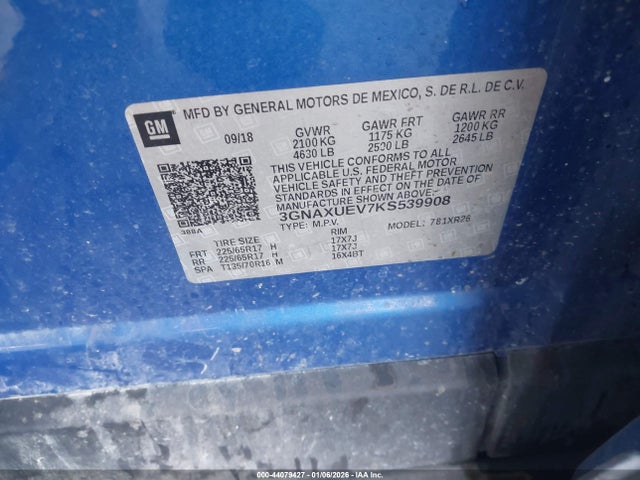 MFD BY GENERAL MOTORS DE MEXICO, S. DE R.L. DE C.V.
GM
09/18 GVWR GAWR FRT GAWR RR
2100 KG 1175 KG 1200 KG
4630 LB 2590 LB 2645 LB
THIS VEHICLE CONFORMS TO ALL
APPLICABLE U.S. FEDERAL MOTOR
VEHICLE SAFETY AND THEFT PREVENTION
STANDARDS IN EFFECT ON THE DATE OF
MANUFACTURE SHOWN ABOVE.
3GNAXUEV7KS539908
388A
TYPE: M.P.V. MODEL: 781XR26
TIRE SIZE RIM
FRT 225/65R17 H 17X7J
RR 225/65R17 H 17X7J
SPA T135/70R16 M 16X4BT
000-44079427 - 01/06/2026 - IAAI, Inc.